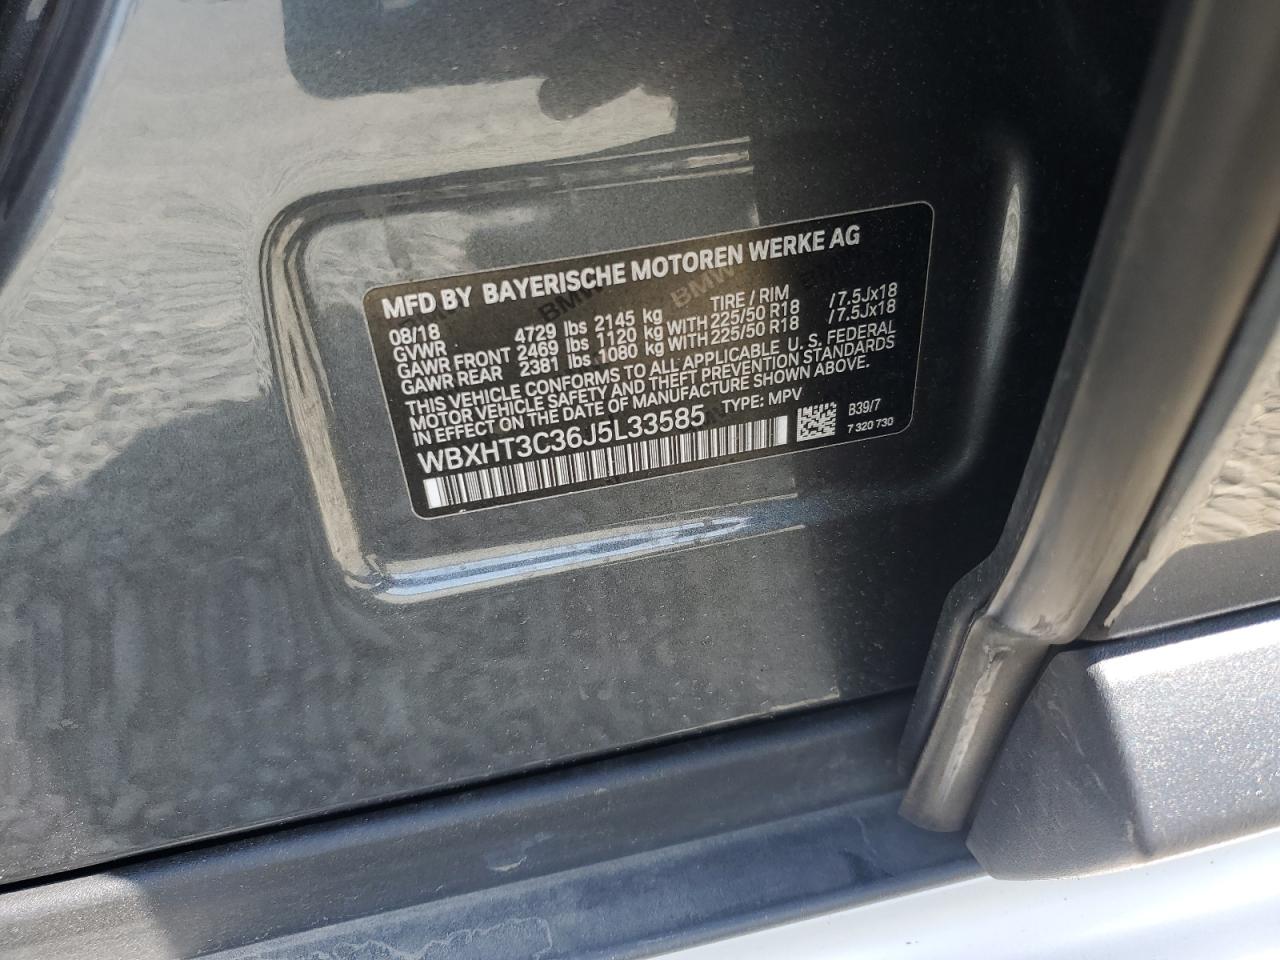 MFD BY BAYERISCHE MOTOREN WERKE AG
08/18 TIRE / RIM
GVWR 4729 lbs 2145 kg
GAWR FRONT 2469 lbs 1120 kg WITH 225/50 R18 /7.5Jx18
GAWR REAR 2381 lbs 1080 kg WITH 225/50 R18 /7.5Jx18
THIS VEHICLE CONFORMS TO ALL APPLICABLE U. S. FEDERAL
MOTOR VEHICLE SAFETY AND THEFT PREVENTION STANDARDS
IN EFFECT ON THE DATE OF MANUFACTURE SHOWN ABOVE.
WBXHT3C36J5L33585 TYPE: MPV
B39/7
7 320 730
BMW
BMW